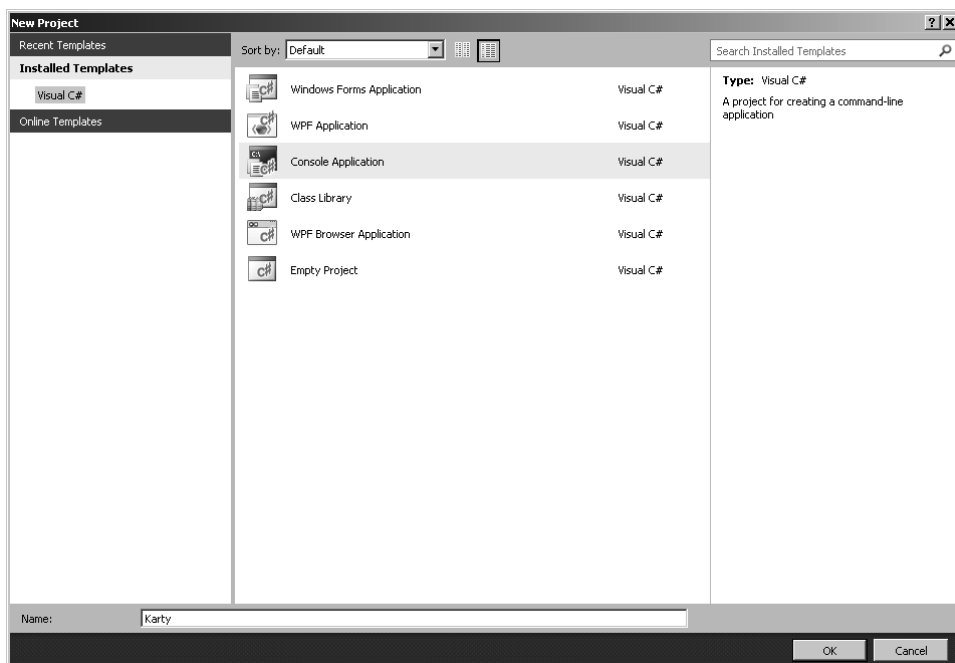 New Project
Recent Templates
Installed Templates
Visual C#
Online Templates
Sort by: Default
Windows Forms Application Visual C#
WPF Application Visual C#
Console Application Visual C#
Class Library Visual C#
WPF Browser Application Visual C#
Empty Project Visual C#
Search Installed Templates
Type: Visual C#
A project for creating a command-line
application
Name: Karty
OK Cancel